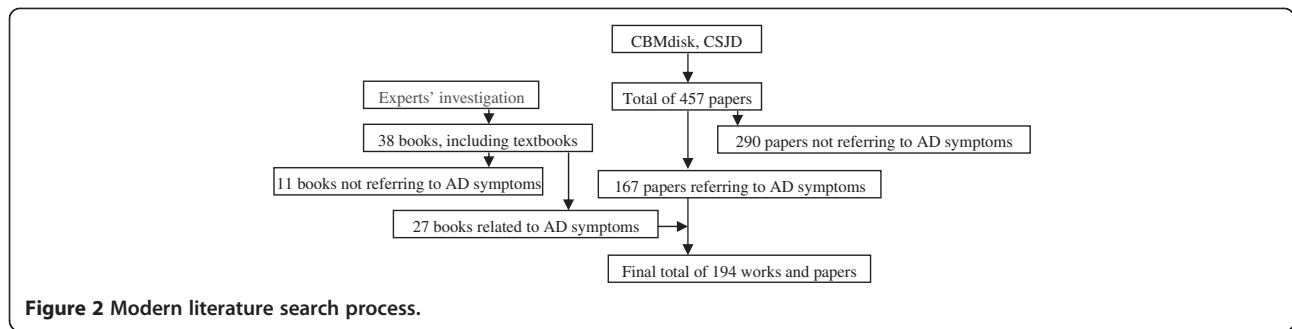 CBMdisk, CSJD
Experts' investigation
Total of 457 papers
38 books, including textbooks
290 papers not referring to AD symptoms
11 books not referring to AD symptoms
167 papers referring to AD symptoms
27 books related to AD symptoms
Final total of 194 works and papers
Figure 2 Modern literature search process.